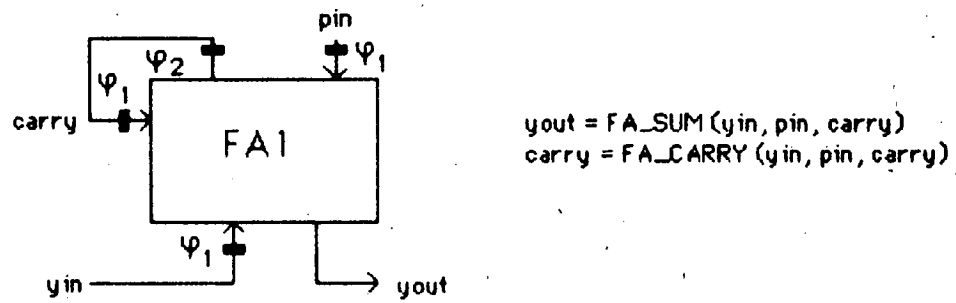 pin
φ2
φ1
φ1
carry
FA1
yout = FA_SUM (yin, pin, carry)
carry = FA_CARRY (yin, pin, carry)
φ1
yin
yout